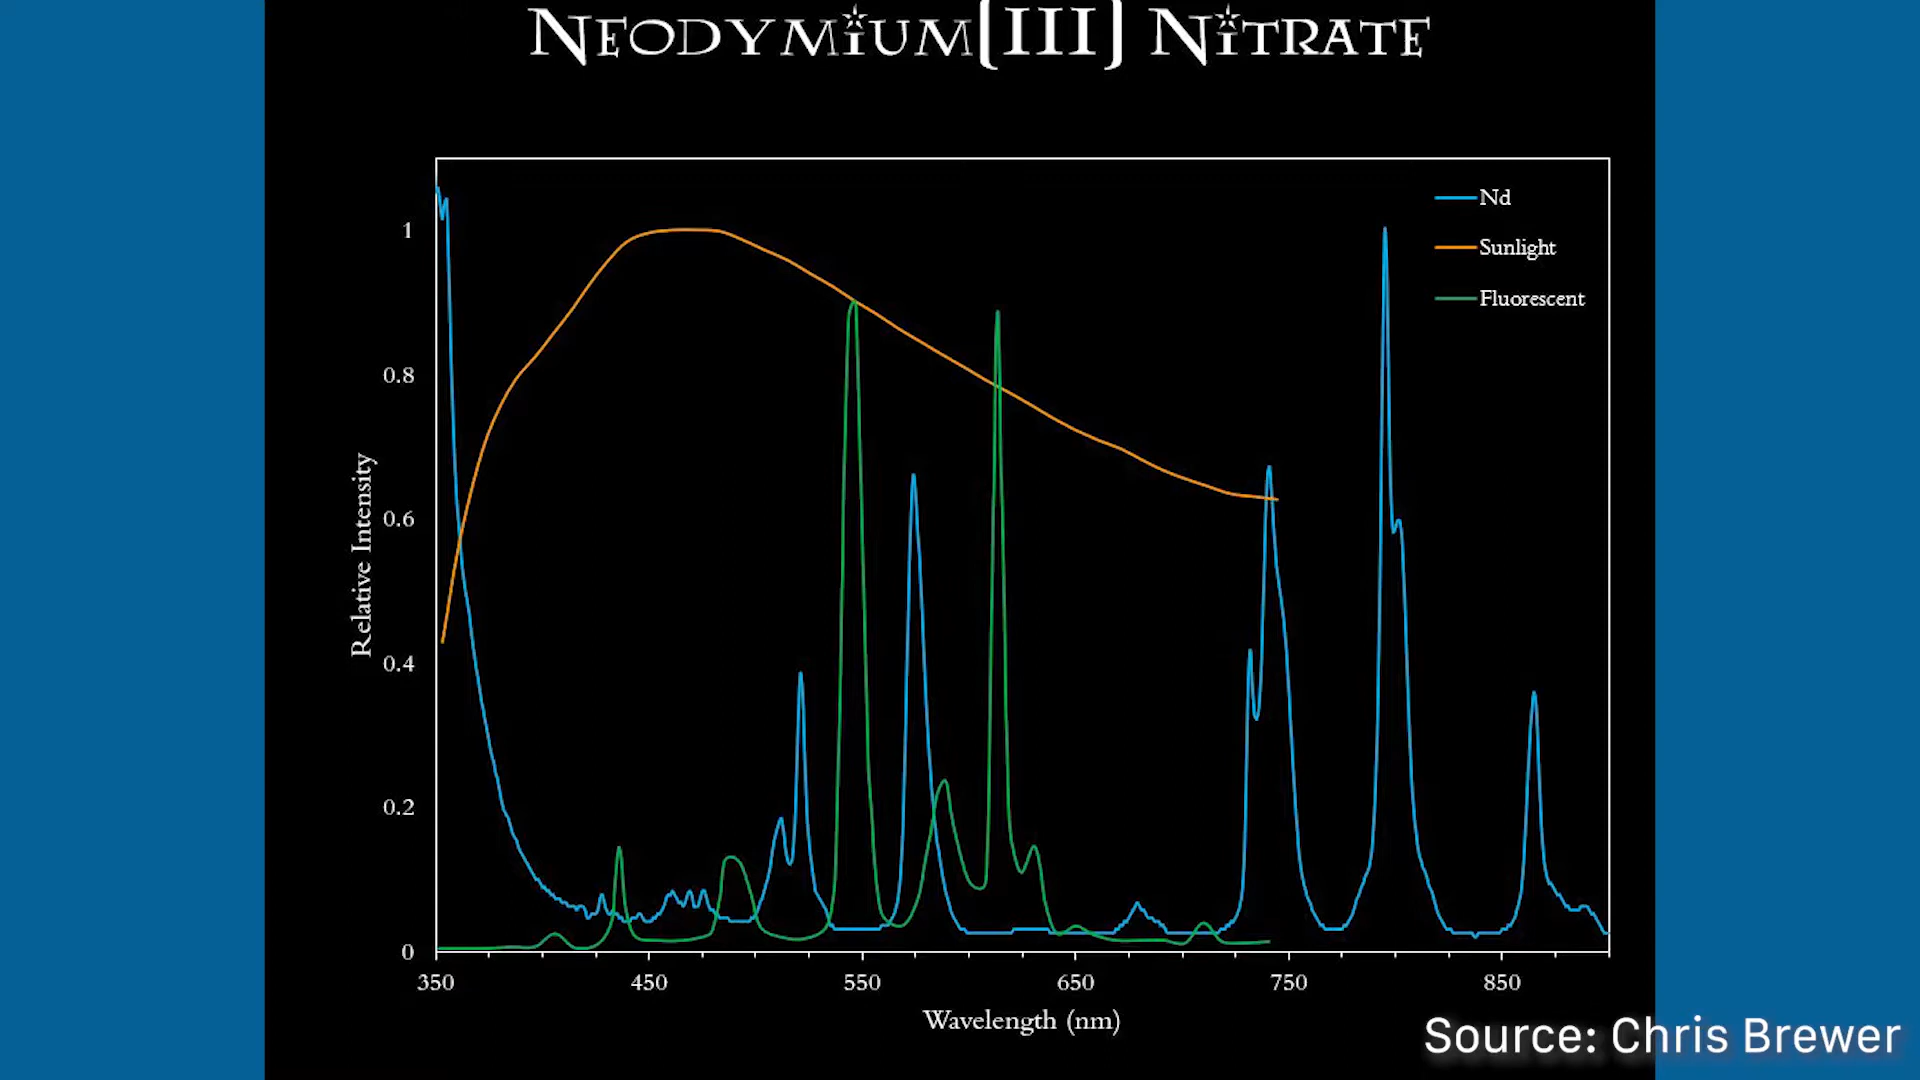 Neodymium(III) Nitrate
Nd
Sunlight
Fluorescent
1
0.8
0.6
0.4
0.2
0
Relative Intensity
350 450 550 650 750 850
Wavelength (nm)
Source: Chris Brewer